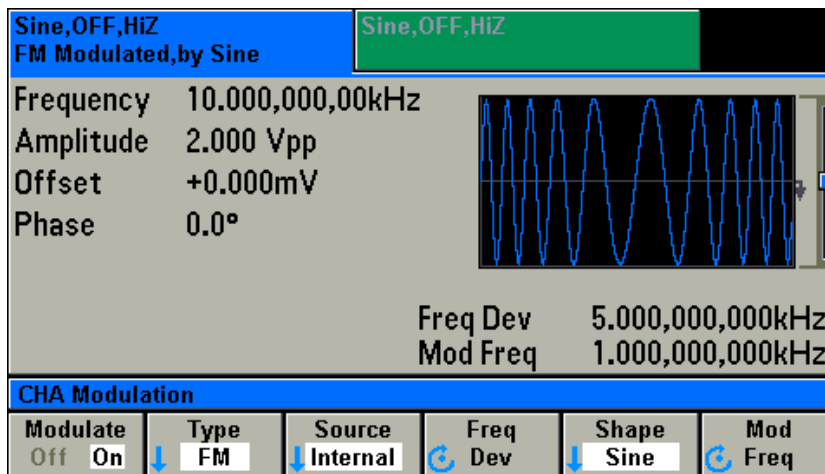 Sine,OFF,HiZ
FM Modulated,by Sine
Sine,OFF,HiZ
Frequency 10.000,000,00kHz
Amplitude 2.000 Vpp
Offset +0.000mV
Phase 0.0°
Freq Dev 5.000,000,000kHz
Mod Freq 1.000,000,000kHz
CHA Modulation
Modulate
Off On
Type
FM
Source
Internal
Freq
Dev
Shape
Sine
Mod
Freq